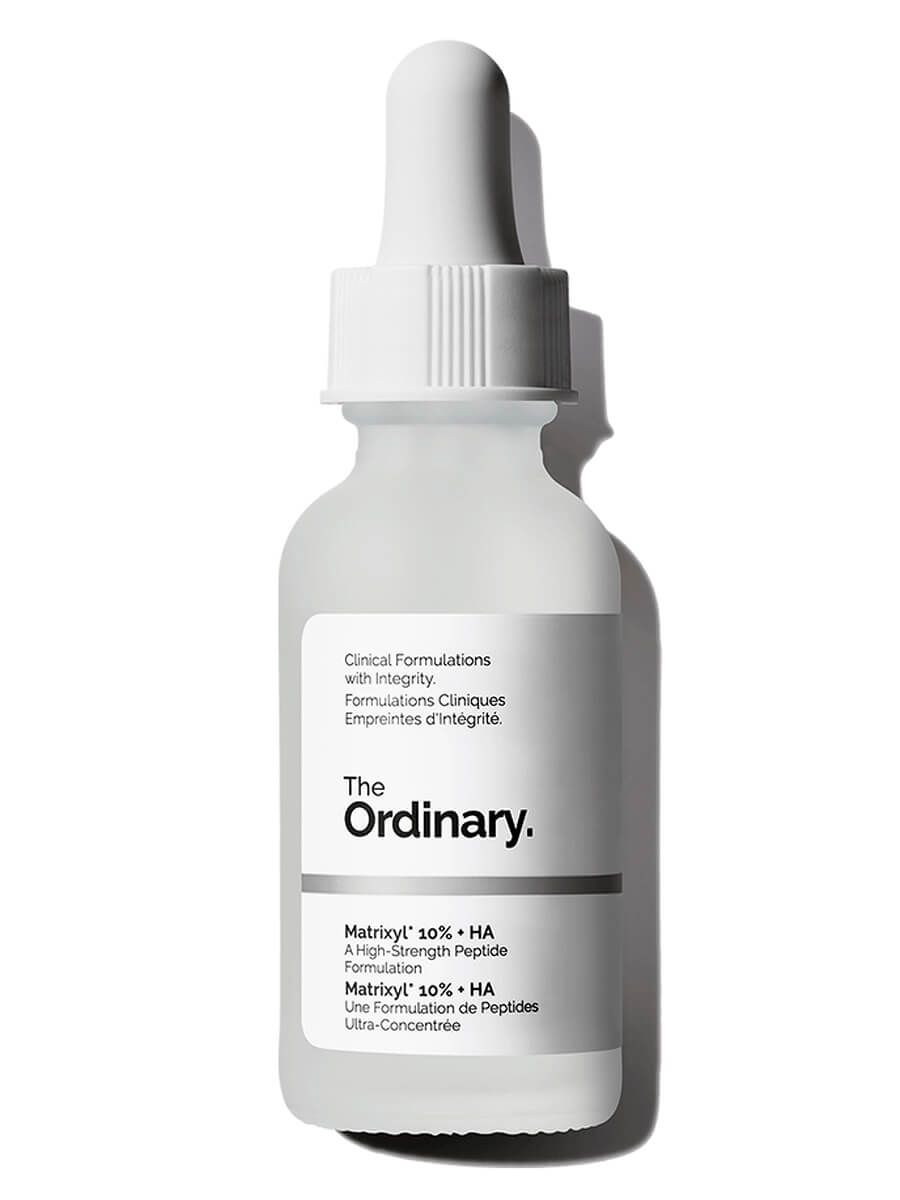 Clinical Formulations
with Integrity.
Formulations Cliniques
Empreintes d'Intégrité.
The
Ordinary.
Matrixyl* 10% + HA
A High-Strength Peptide
Formulation
Matrixyl* 10% + HA
Une Formulation de Peptides
Ultra-Concentrée